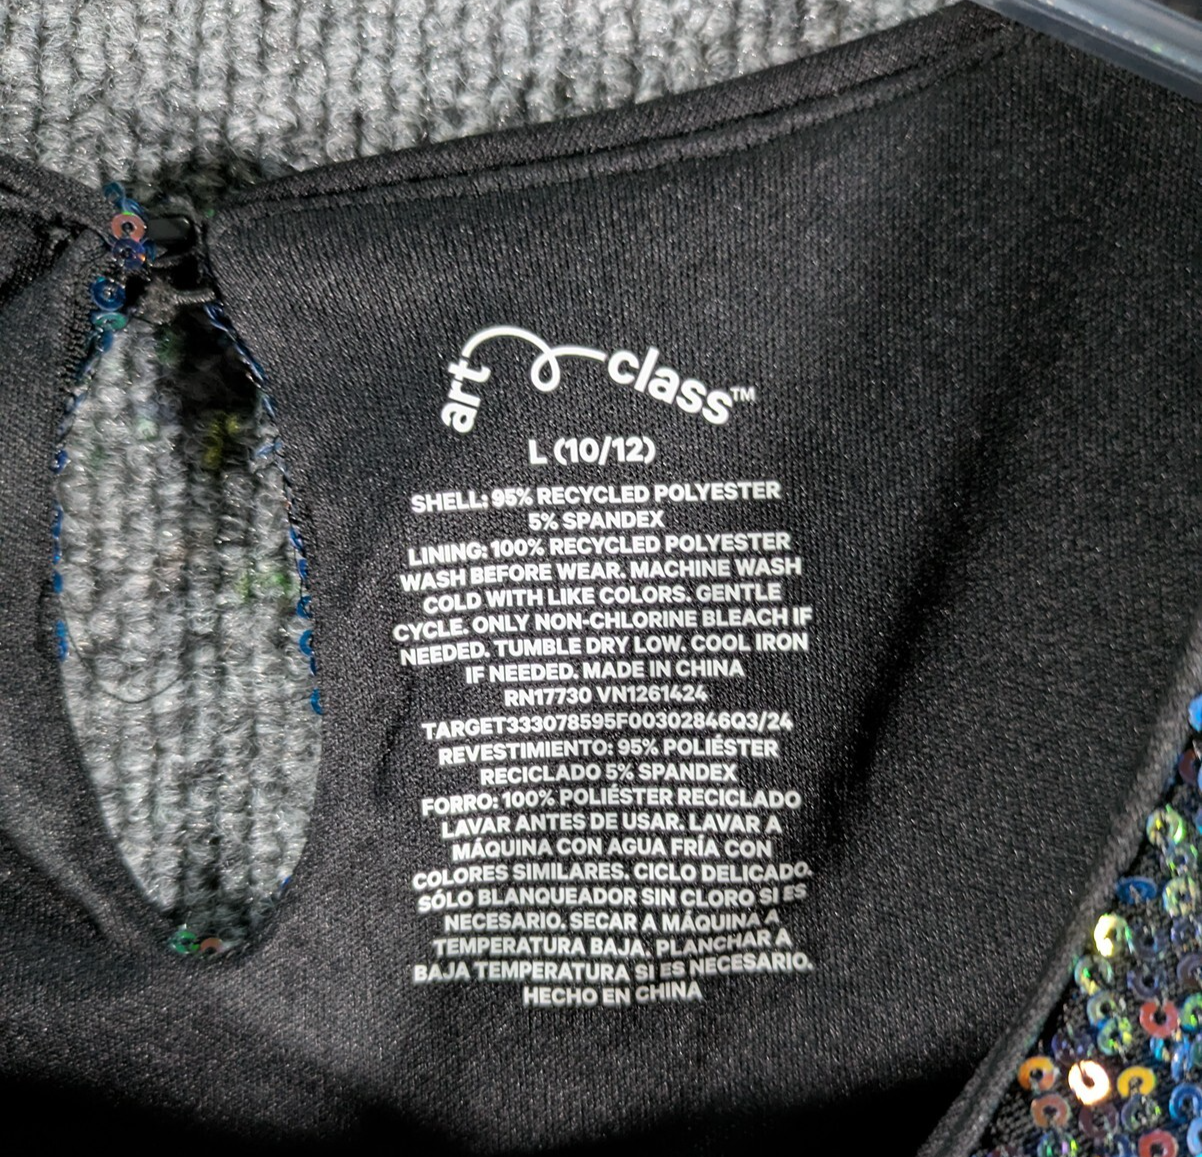 art class™
L (10/12)
SHELL: 95% RECYCLED POLYESTER
5% SPANDEX
LINING: 100% RECYCLED POLYESTER
WASH BEFORE WEAR. MACHINE WASH
COLD WITH LIKE COLORS. GENTLE
CYCLE. ONLY NON-CHLORINE BLEACH IF
NEEDED. TUMBLE DRY LOW. COOL IRON
IF NEEDED. MADE IN CHINA
RN17730 VN1261424
TARGET333078595F00302846Q3/24
REVESTIMIENTO: 95% POLIÉSTER
RECICLADO 5% SPANDEX
FORRO: 100% POLIÉSTER RECICLADO
LAVAR ANTES DE USAR. LAVAR A
MÁQUINA CON AGUA FRÍA CON
COLORES SIMILARES. CICLO DELICADO.
SÓLO BLANQUEADOR SIN CLORO SI ES
NECESARIO. SECAR A MÁQUINA A
TEMPERATURA BAJA. PLANCHAR A
BAJA TEMPERATURA SI ES NECESARIO.
HECHO EN CHINA